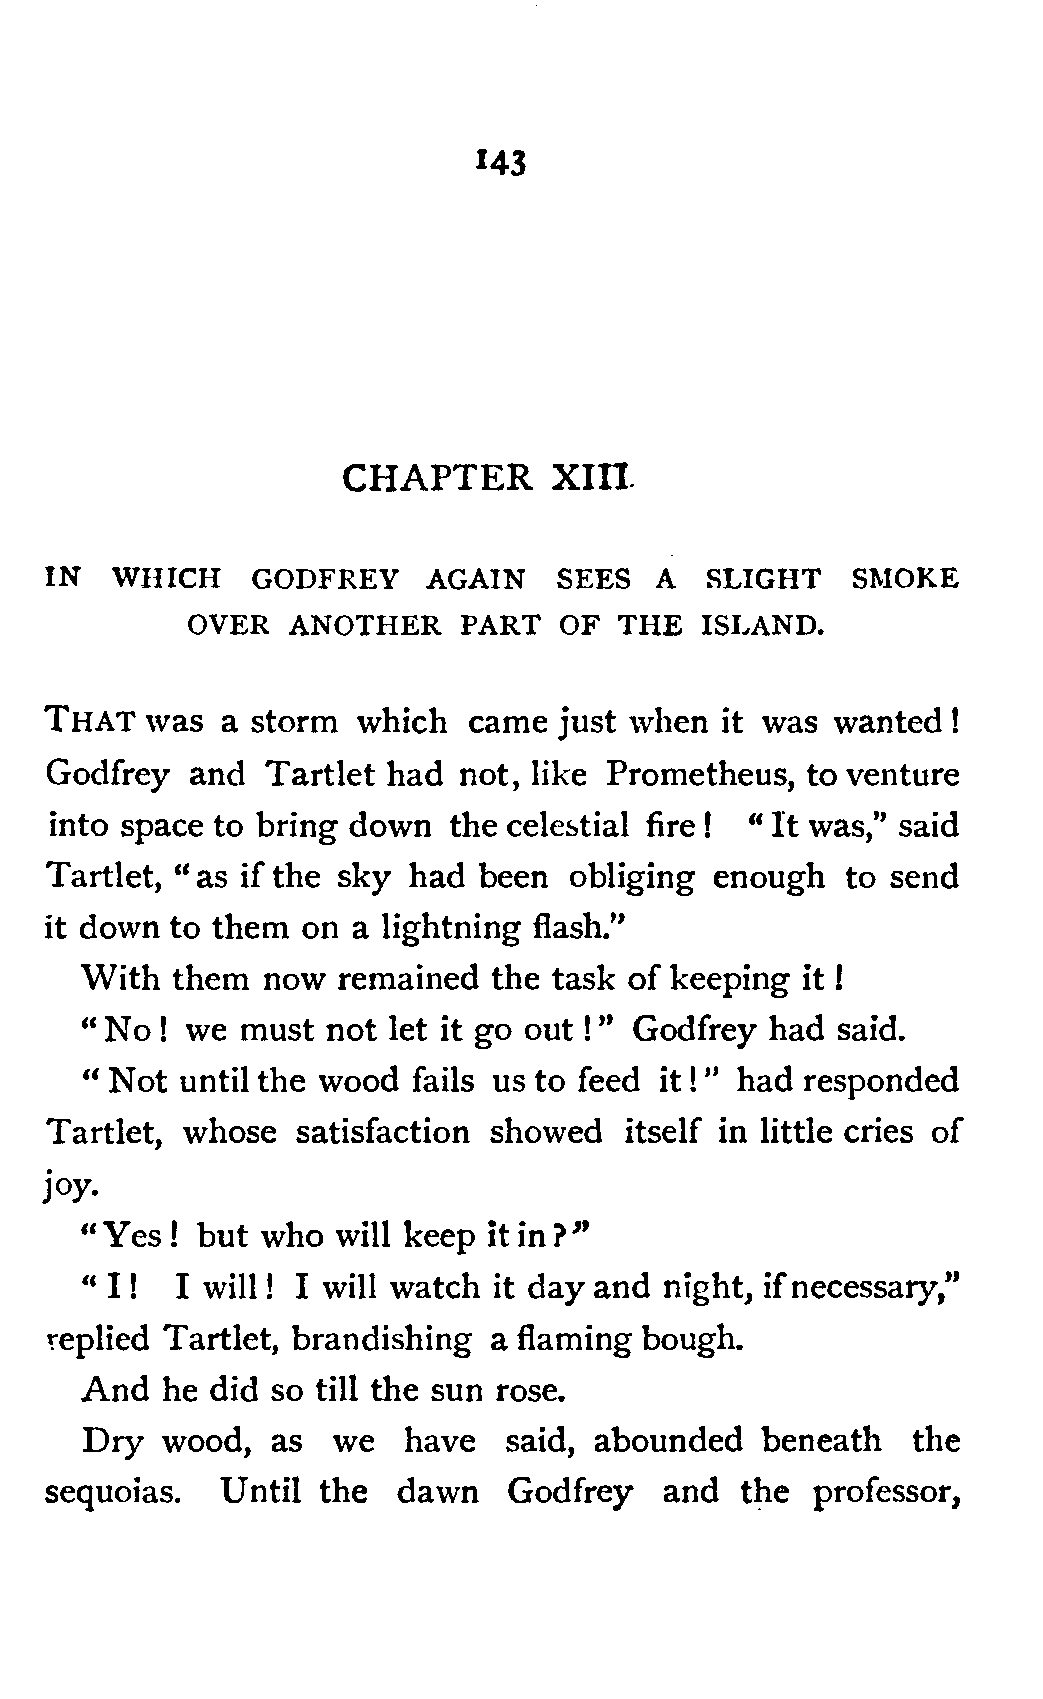 143
CHAPTER XIII.
IN WHICH GODFREY AGAIN SEES A SLIGHT SMOKE
OVER ANOTHER PART OF THE ISLAND.
THAT was a storm which came just when it was wanted!
Godfrey and Tartlet had not, like Prometheus, to venture
into space to bring down the celestial fire! "It was," said
Tartlet, "as if the sky had been obliging enough to send
it down to them on a lightning flash."
With them now remained the task of keeping it!
"No! we must not let it go out!" Godfrey had said.
"Not until the wood fails us to feed it!" had responded
Tartlet, whose satisfaction showed itself in little cries of
joy.
"Yes! but who will keep it in?"
"I! I will! I will watch it day and night, if necessary,"
replied Tartlet, brandishing a flaming bough.
And he did so till the sun rose.
Dry wood, as we have said, abounded beneath the
sequoias. Until the dawn Godfrey and the professor,